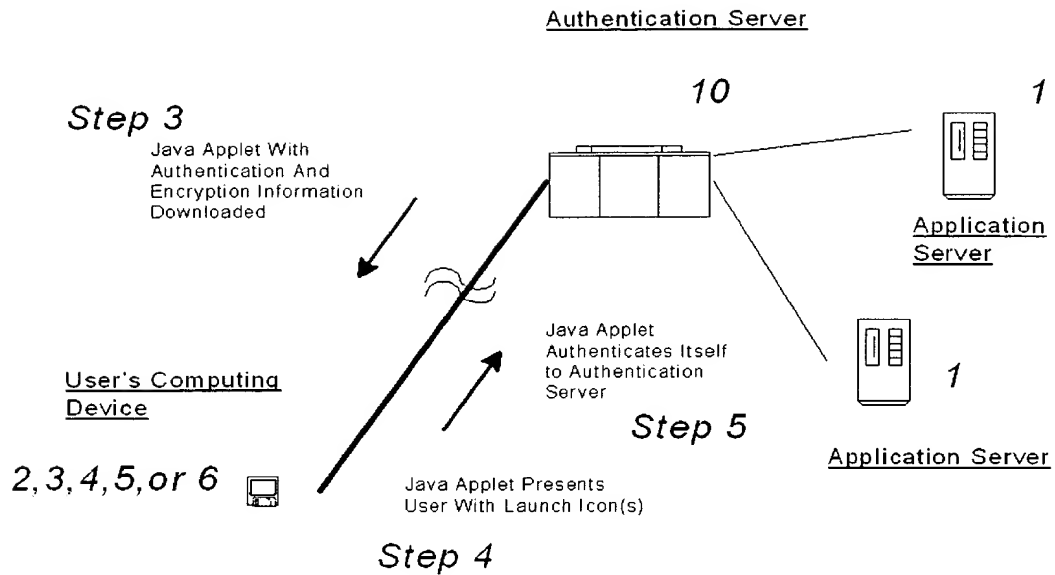 Authentication Server
10
1
Step 3
Java Applet With
Authentication And
Encryption Information
Downloaded
Application
Server
Java Applet
Authenticates Itself
to Authentication
Server
Step 5
User's Computing
Device
1
Application Server
2,3,4,5,or 6
Java Applet Presents
User With Launch Icon(s)
Step 4